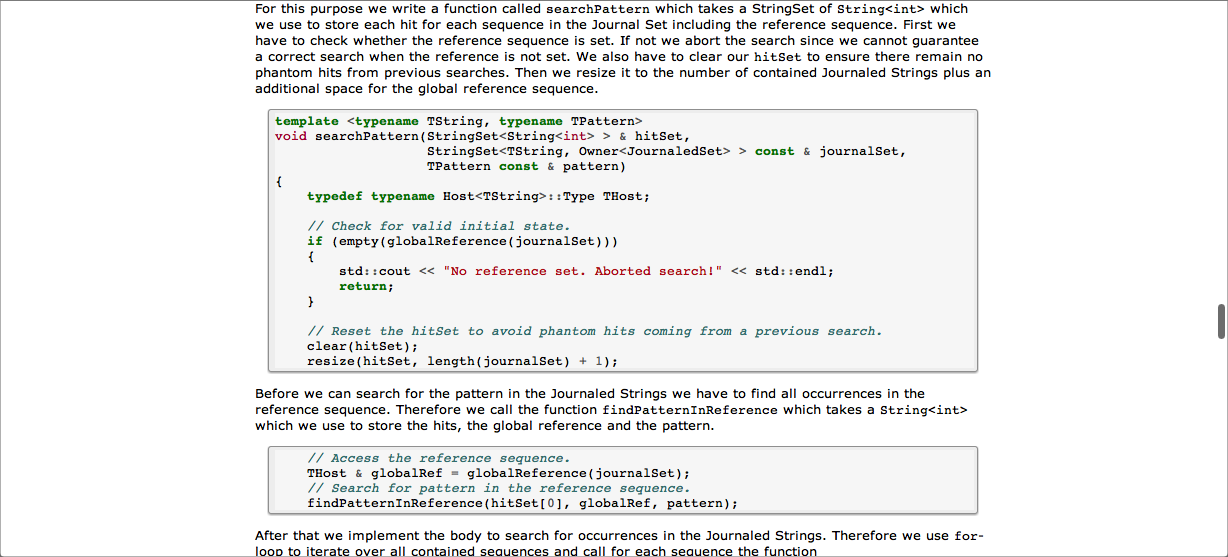 For this purpose we write a function called searchPattern which takes a StringSet of String<int> which
we use to store each hit for each sequence in the Journal Set including the reference sequence. First we
have to check whether the reference sequence is set. If not we abort the search since we cannot guarantee
a correct search when the reference is not set. We also have to clear our hitSet to ensure there remain no
phantom hits from previous searches. Then we resize it to the number of contained Journaled Strings plus an
additional space for the global reference sequence.
template <typename TString, typename TPattern>
void searchPattern(StringSet<String<int> > & hitSet,
                   StringSet<TString, Owner<JournaledSet> > const & journalSet,
                   TPattern const & pattern)
{
    typedef typename Host<TString>::Type THost;
    // Check for valid initial state.
    if (empty(globalReference(journalSet)))
    {
        std::cout << "No reference set. Aborted search!" << std::endl;
        return;
    }
    // Reset the hitSet to avoid phantom hits coming from a previous search.
    clear(hitSet);
    resize(hitSet, length(journalSet) + 1);
Before we can search for the pattern in the Journaled Strings we have to find all occurrences in the
reference sequence. Therefore we call the function findPatternInReference which takes a String<int>
which we use to store the hits, the global reference and the pattern.
    // Access the reference sequence.
    THost & globalRef = globalReference(journalSet);
    // Search for pattern in the reference sequence.
    findPatternInReference(hitSet[0], globalRef, pattern);
After that we implement the body to search for occurrences in the Journaled Strings. Therefore we use for-
loop to iterate over all contained sequences and call for each sequence the function